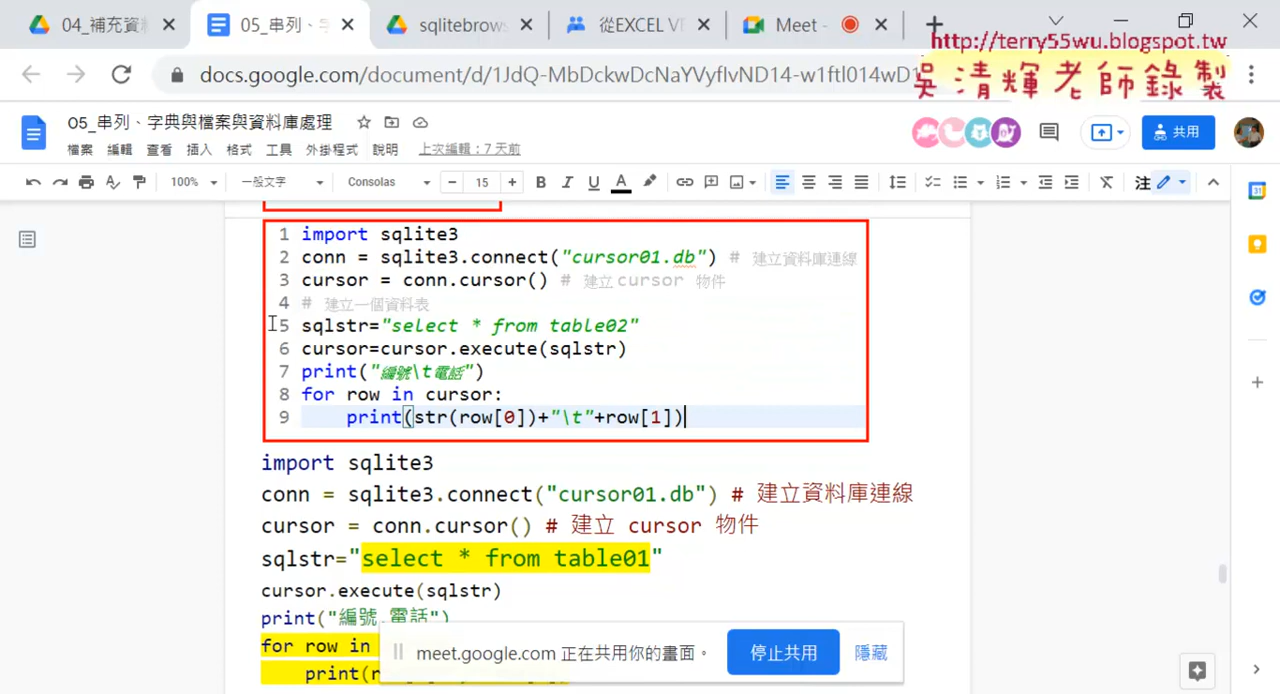 04_補充資
05_串列、字
sqlitebrows
從EXCEL VE
Meet -
http://terry55wu.blogspot.tw
docs.google.com/document/d/1JdQ-MbDckwDcNaYVyfIvND14-w1ftl014wD1
吳清輝老師錄製
05_串列、字典與檔案與資料庫處理
共用
檔案 編輯 查看 插入 格式 工具 外掛程式 說明 上次編輯：7 天前
100% 一般文字 Consolas − 15 + B I U A 注
1 import sqlite3
2 conn = sqlite3.connect("cursor01.db") # 建立資料庫連線
3 cursor = conn.cursor() # 建立 cursor 物件
4 # 建立一個資料表
5 sqlstr="select * from table02"
6 cursor=cursor.execute(sqlstr)
7 print("編號\t電話")
8 for row in cursor:
9 print(str(row[0])+"\t"+row[1])
import sqlite3
conn = sqlite3.connect("cursor01.db") # 建立資料庫連線
cursor = conn.cursor() # 建立 cursor 物件
sqlstr="select * from table01"
cursor.execute(sqlstr)
print("編號 電話")
for row in
print(r
meet.google.com 正在共用你的畫面。 停止共用 隱藏